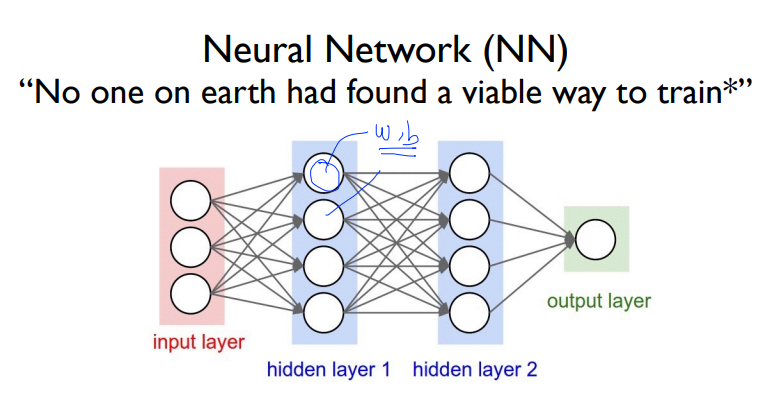 Neural Network (NN)
“No one on earth had found a viable way to train*”
w,b
input layer
hidden layer 1
hidden layer 2
output layer